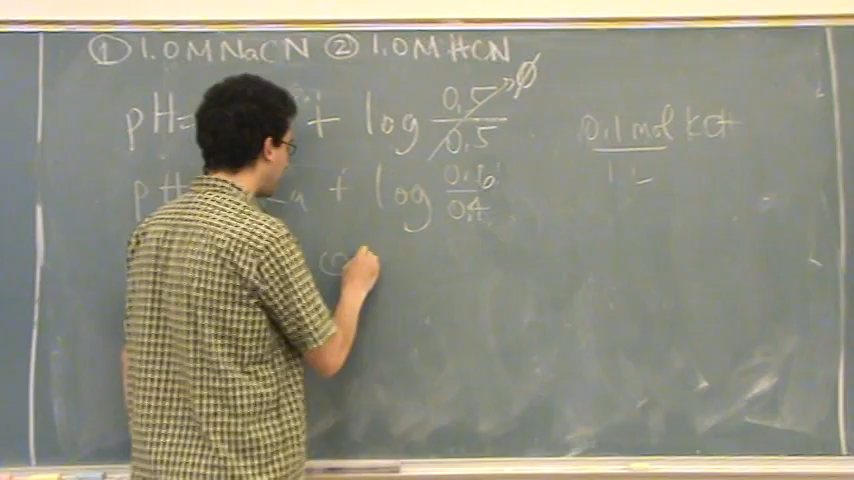 ① 1.0 M NaCN ② 1.0 M HCN
pH= + log 0.5/0.5 → ∅
pH + log 0.6/0.4
0.1 mol KOH
1 L